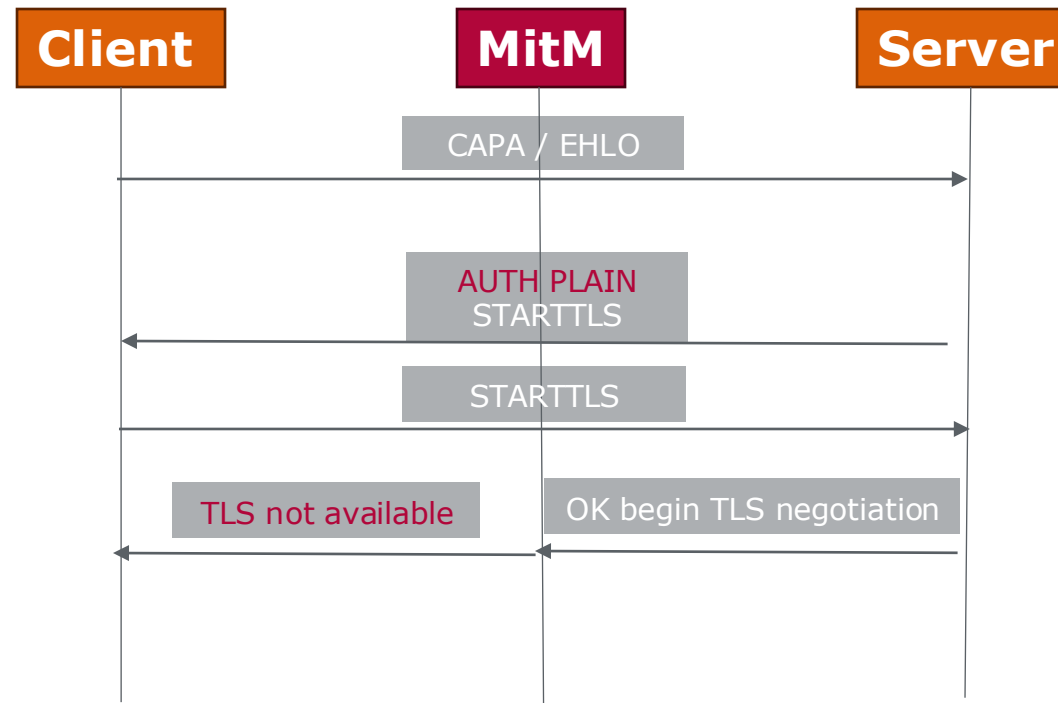 Client
MitM
Server
CAPA / EHLO
AUTH PLAIN
STARTTLS
STARTTLS
TLS not available
OK begin TLS negotiation